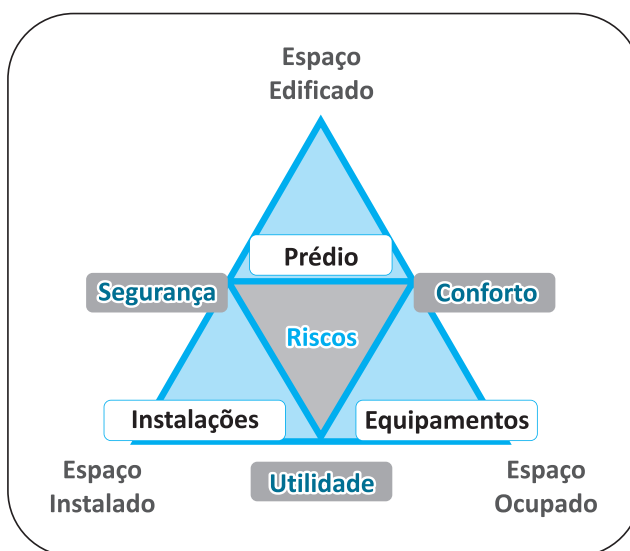 Espaço
Edificado
Prédio
Segurança
Conforto
Riscos
Instalações
Equipamentos
Espaço
Instalado
Utilidade
Espaço
Ocupado